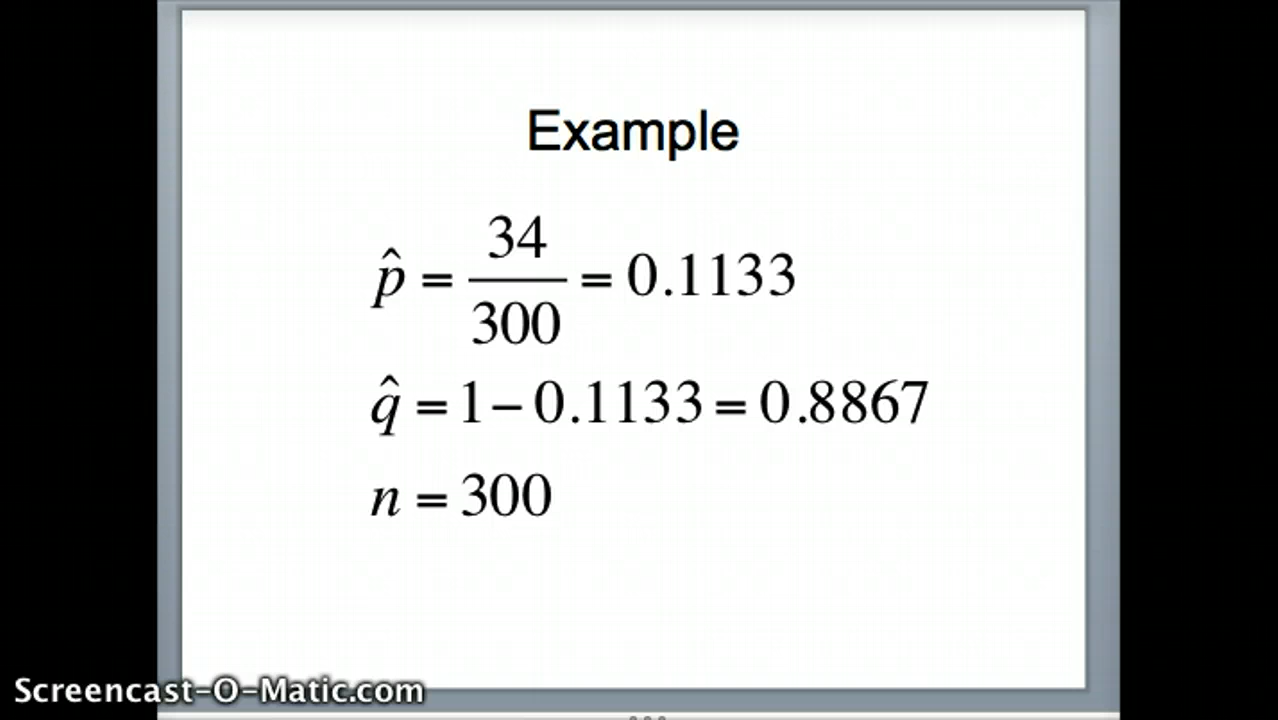 Example
p̂ = 34/300 = 0.1133
q̂ = 1 − 0.1133 = 0.8867
n = 300
Screencast-O-Matic.com